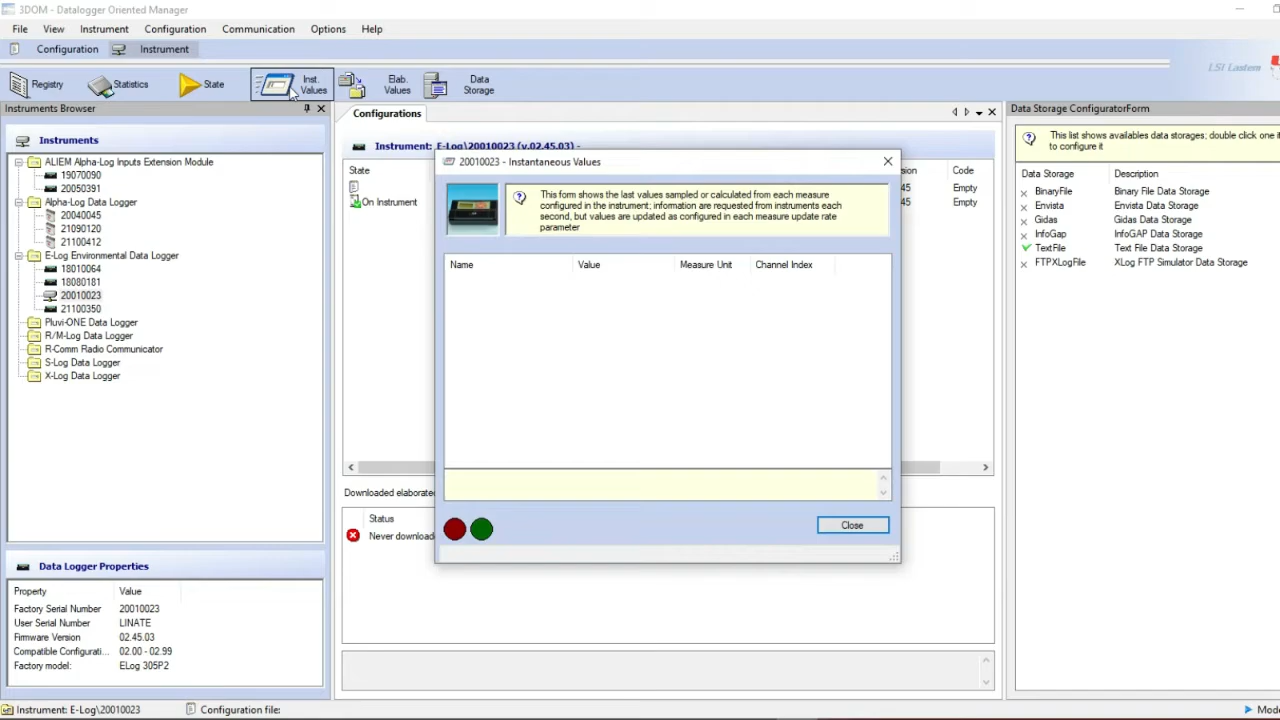 3DOM - Datalogger Oriented Manager
File View Instrument Configuration Communication Options Help
Configuration Instrument
LSI Lastem
Registry Statistics State Inst. Values Elab. Values Data Storage
Instruments Browser
Instruments
ALIEM Alpha-Log Inputs Extension Module
19070090
20050391
Alpha-Log Data Logger
20040045
21090120
21100412
E-Log Environmental Data Logger
18010064
18080181
20010023
21100350
Pluvi-ONE Data Logger
R/M-Log Data Logger
R-Comm Radio Communicator
S-Log Data Logger
X-Log Data Logger
Data Logger Properties
Property Value
Factory Serial Number 20010023
User Serial Number LINATE
Firmware Version 02.45.03
Compatible Configurati... 02.00 - 02.99
Factory model: ELog 305P2
Configurations
Instrument: E-Log\20010023 (v.02.45.03) -
State Code
Empty
On Instrument Empty
20010023 - Instantaneous Values
This form shows the last values sampled or calculated from each measure
configured in the instrument; information are requested from instruments each
second, but values are updated as configured in each measure update rate
parameter
Name Value Measure Unit Channel Index
Close
Downloaded elaborate
Status
Never download
Data Storage ConfiguratorForm
This list shows availables data storages; double click one
to configure it
Data Storage Description
BinaryFile Binary File Data Storage
Envista Envista Data Storage
Gidas Gidas Data Storage
InfoGap InfoGAP Data Storage
TextFile Text File Data Storage
FTPXLogFile XLog FTP Simulator Data Storage
Instrument: E-Log\20010023 Configuration file: